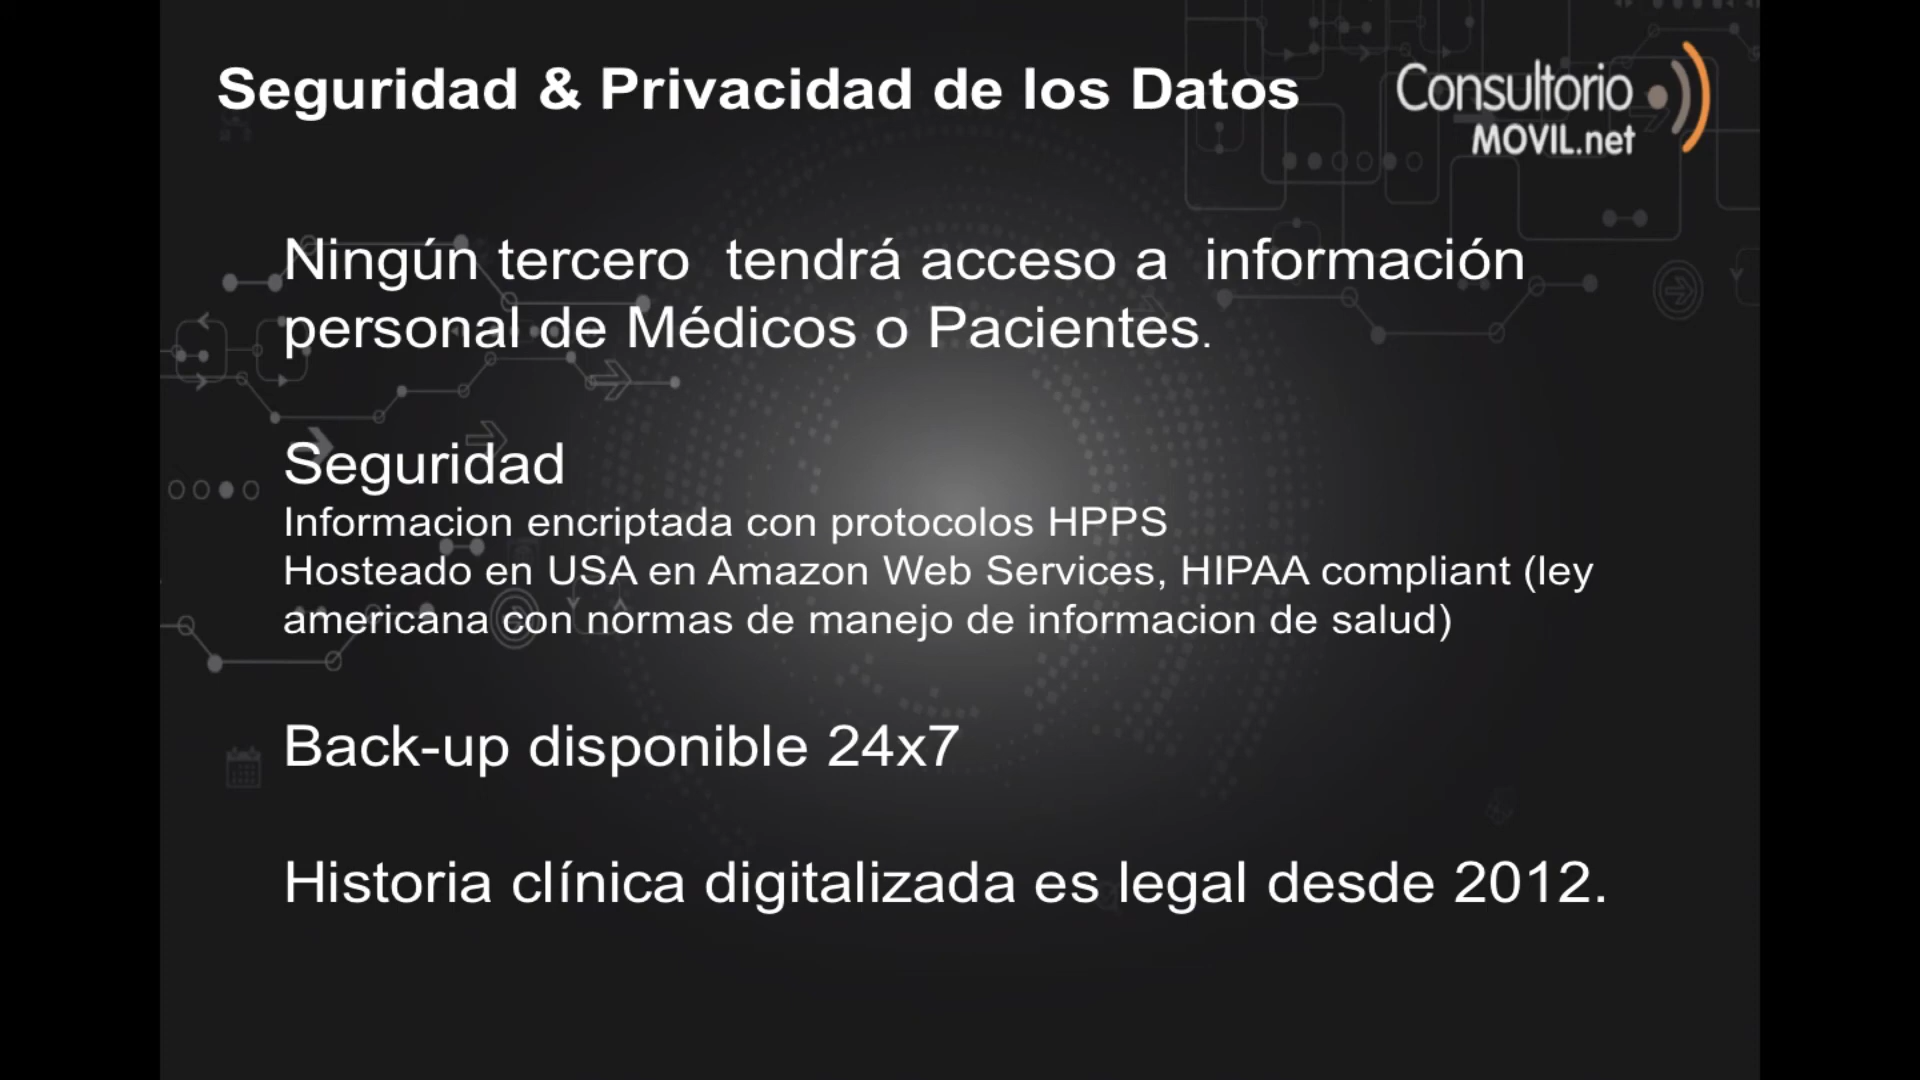 Seguridad & Privacidad de los Datos
Consultorio
MOVIL.net
Ningún tercero tendrá acceso a información
personal de Médicos o Pacientes.
Seguridad
Informacion encriptada con protocolos HPPS
Hosteado en USA en Amazon Web Services, HIPAA compliant (ley
americana con normas de manejo de informacion de salud)
Back-up disponible 24x7
Historia clínica digitalizada es legal desde 2012.